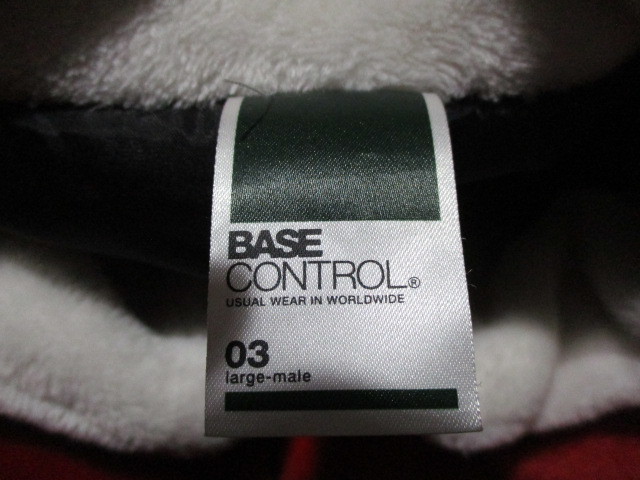 BASE
CONTROL®
USUAL WEAR IN WORLDWIDE
03
large-male